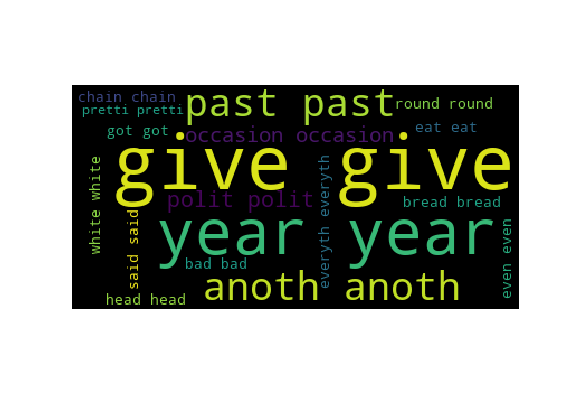 chain chain
pretti pretti
past past
round round
got got
occasion occasion
eat eat
give give
white white
polit polit
everyth everyth
bread bread
said said
year year
even even
bad bad
anoth anoth
head head